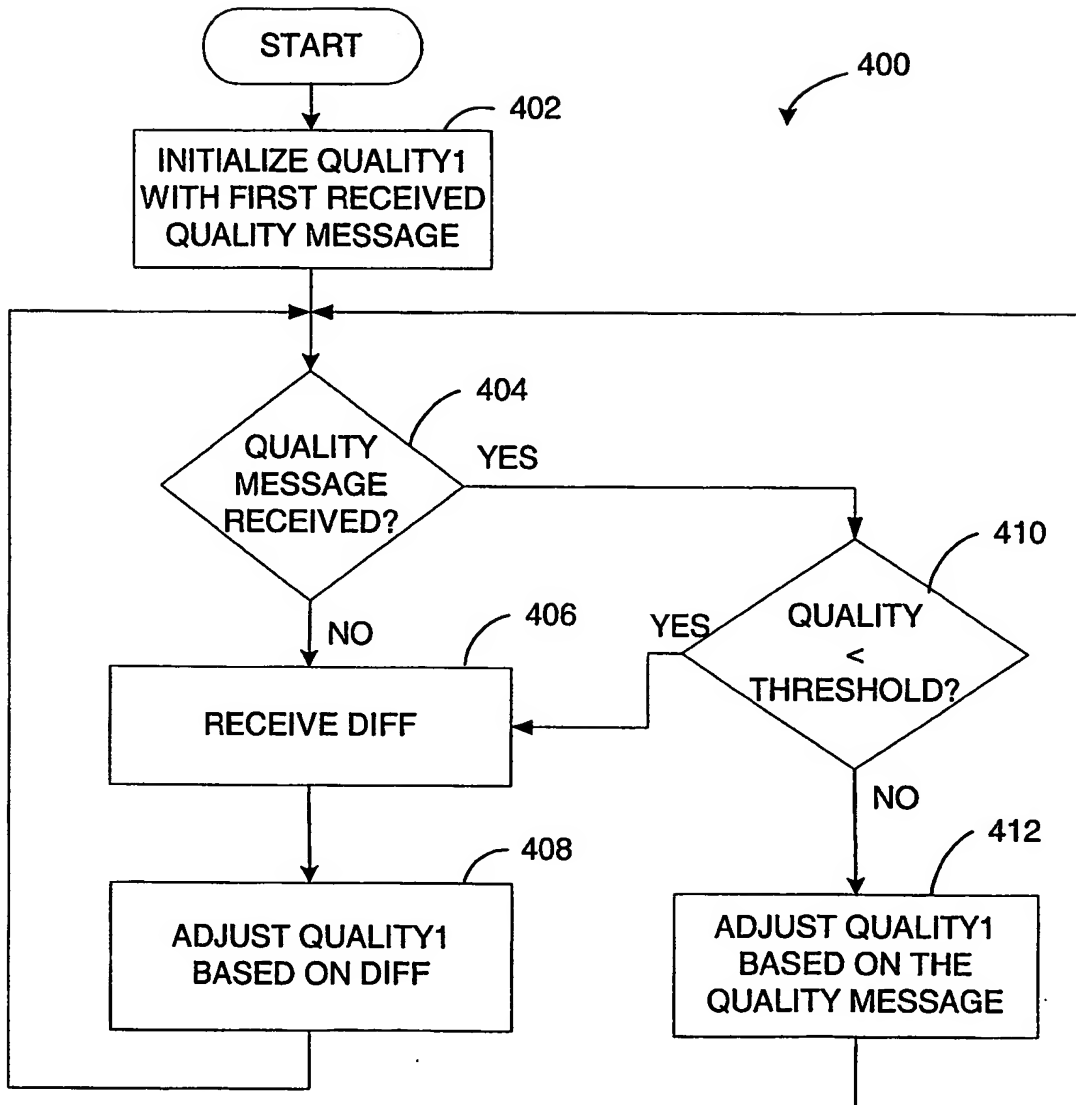 START
400
402
INITIALIZE QUALITY1
WITH FIRST RECEIVED
QUALITY MESSAGE
404
QUALITY
MESSAGE
RECEIVED?
YES
410
QUALITY
<
THRESHOLD?
YES
NO
406
RECEIVE DIFF
NO
412
408
ADJUST QUALITY1
BASED ON DIFF
ADJUST QUALITY1
BASED ON THE
QUALITY MESSAGE